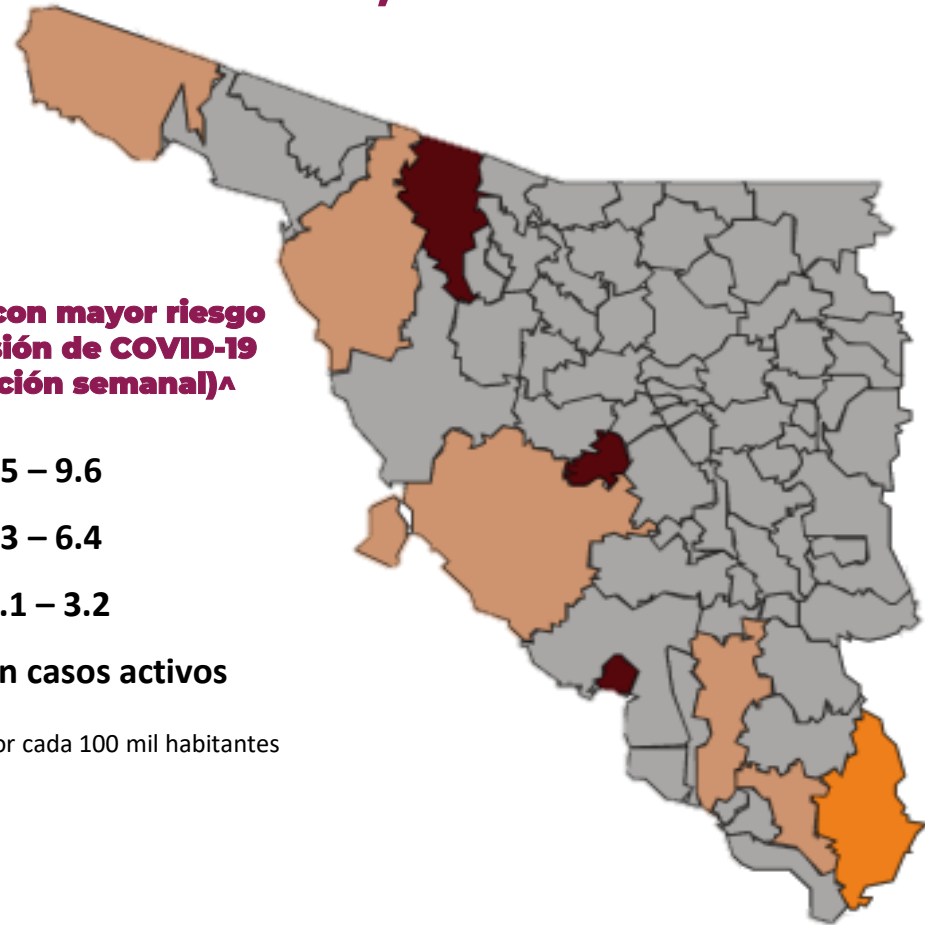 con mayor riesgo
sión de COVID-19
ción semanal)^
5 – 9.6
3 – 6.4
.1 – 3.2
n casos activos
or cada 100 mil habitantes